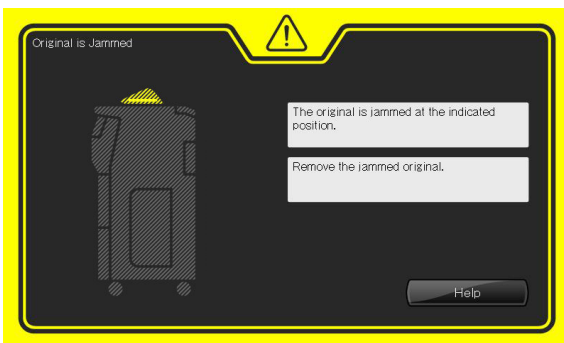 Original is Jammed
The original is jammed at the indicated
position.
Remove the jammed original.
Help